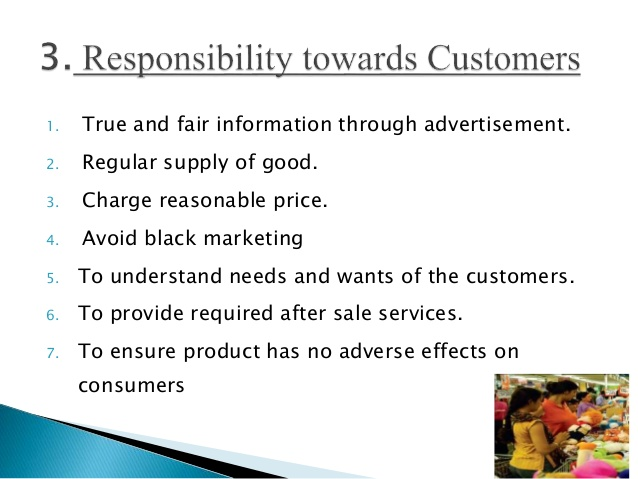 3. Responsibility towards Customers
1. True and fair information through advertisement.
2. Regular supply of good.
3. Charge reasonable price.
4. Avoid black marketing
5. To understand needs and wants of the customers.
6. To provide required after sale services.
7. To ensure product has no adverse effects on
consumers